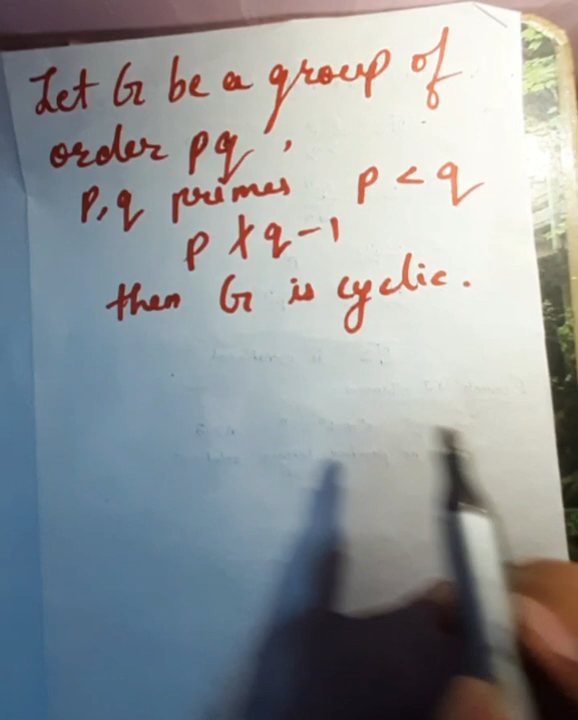 Let G be a group of
order pq,
p, q primes p < q
p ∤ q-1
then G is cyclic.